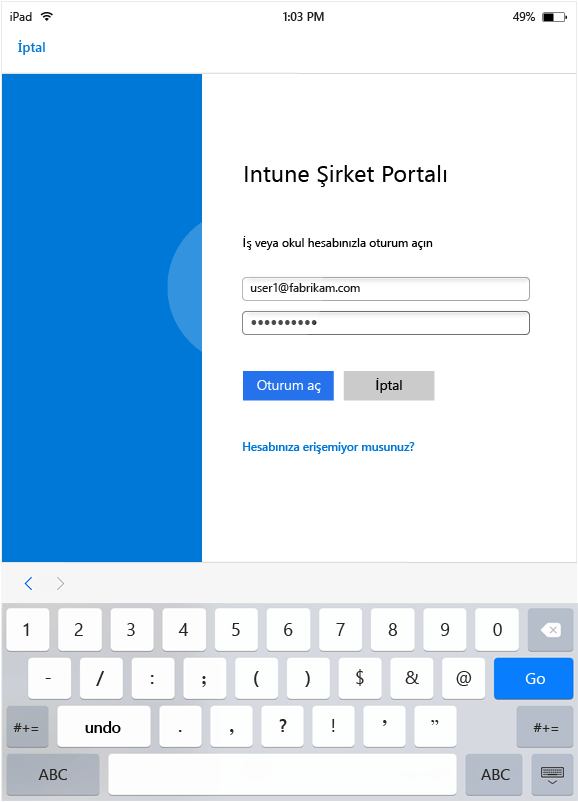 iPad 1:03 PM 49%
İptal
Intune Şirket Portalı
İş veya okul hesabınızla oturum açın
user1@fabrikam.com
••••••••••
Oturum aç İptal
Hesabınıza erişemiyor musunuz?
1 2 3 4 5 6 7 8 9 0
- / : ; ( ) $ & @ Go
#+= undo . , ? ! ’ ” #+=
ABC ABC